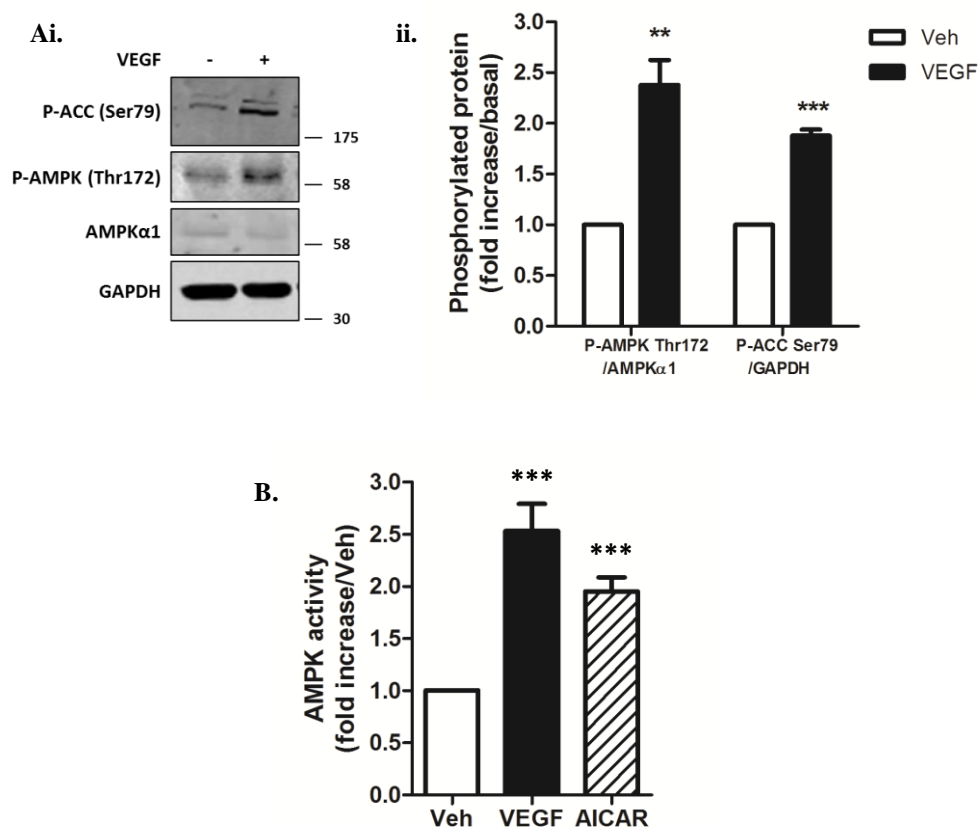 Ai.
VEGF - +
P-ACC (Ser79)
175
P-AMPK (Thr172)
58
AMPKα1
58
GAPDH
30
ii.
Phosphorylated protein
(fold increase/basal)
3.0
2.5
2.0
1.5
1.0
0.5
0.0
**
***
Veh
VEGF
P-AMPK Thr172
/AMPKα1
P-ACC Ser79
/GAPDH
B.
AMPK activity
(fold increase/Veh)
3.0
2.5
2.0
1.5
1.0
0.5
0.0
***
***
Veh VEGF AICAR